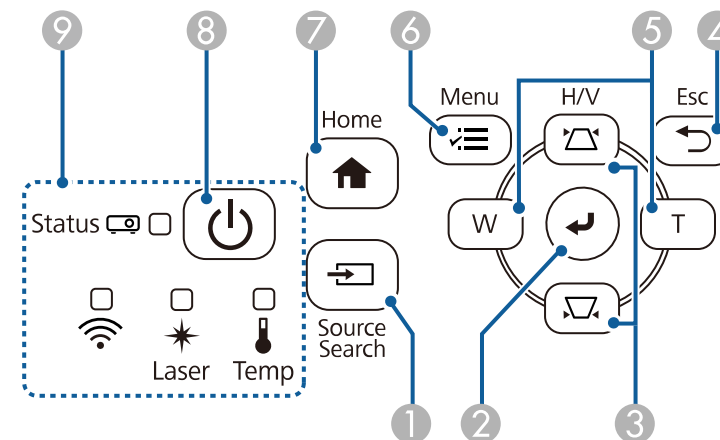 9 8 7 6 5 4
Menu H/V Esc
Home
Status
W T
Source
Search
Laser Temp
1 2 3